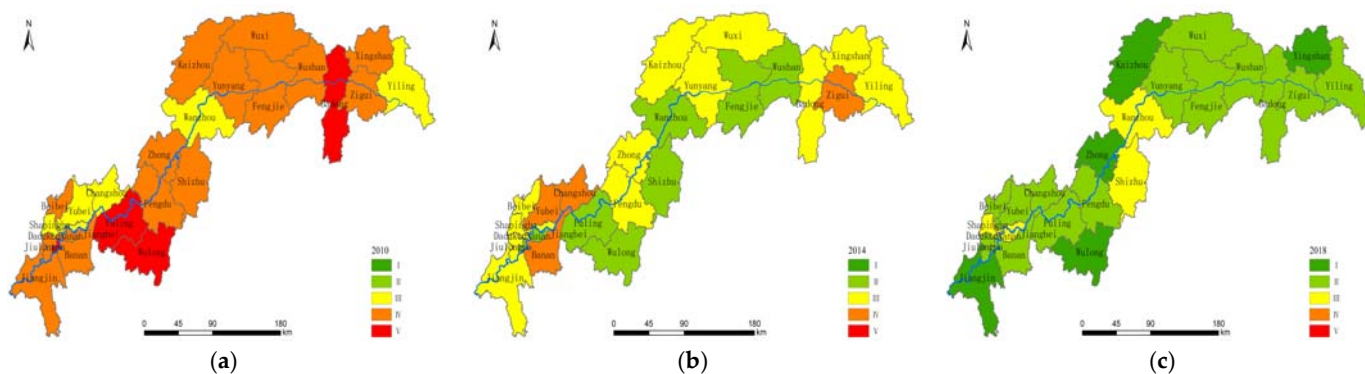 N
Wuxi
Kaizhou
Wushan
Xingshan
Yunyang
Yiling
Fengjie
Zigui
Wanzhou
Zhong
Shizhu
Changshou
Beibei
Yubei
Fengdu
Fuling
Jiangbei
Wulong
Banan
Jiangjin
2010
I
II
III
IV
V
0 45 90 180
km
(a)
N
Wuxi
Kaizhou
Wushan
Xingshan
Yunyang
Badong
Yiling
Fengjie
Zigui
Wanzhou
Zhong
Shizhu
Changshou
Beibei
Yubei
Fengdu
Fuling
Jiangbei
Wulong
Banan
Jiangjin
2014
I
II
III
IV
V
0 45 90 180
km
(b)
N
Wuxi
Kaizhou
Wushan
Xingshan
Yunyang
Badong
Yiling
Fengjie
Zigui
Wanzhou
Zhong
Shizhu
Changshou
Beibei
Yubei
Fengdu
Fuling
Jiangbei
Wulong
Banan
Jiangjin
2018
I
II
III
IV
V
0 45 90 180
km
(c)